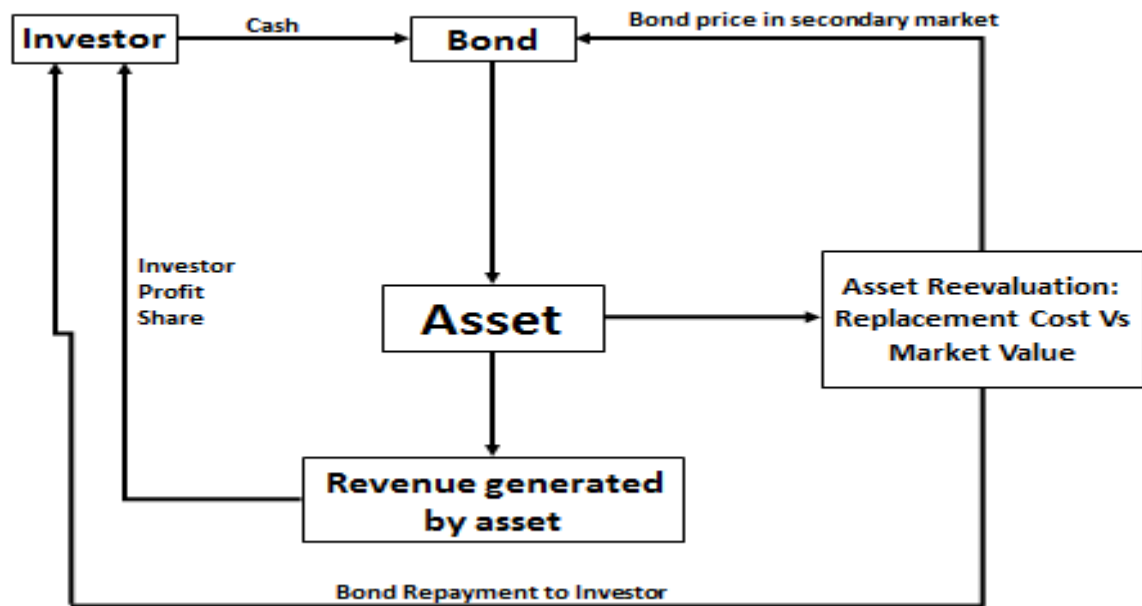 Bond price in secondary market
Cash
Investor
Bond
Investor
Profit
Share
Asset
Asset Reevaluation:
Replacement Cost Vs
Market Value
Revenue generated
by asset
Bond Repayment to Investor